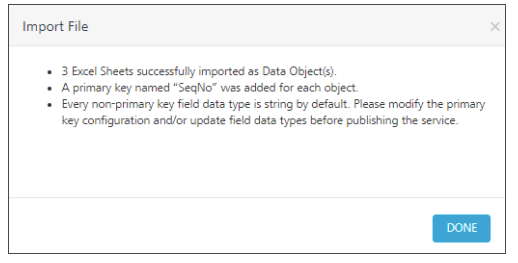 Import File
×
• 3 Excel Sheets successfully imported as Data Object(s).
• A primary key named “SeqNo” was added for each object.
• Every non-primary key field data type is string by default. Please modify the primary
key configuration and/or update field data types before publishing the service.
DONE